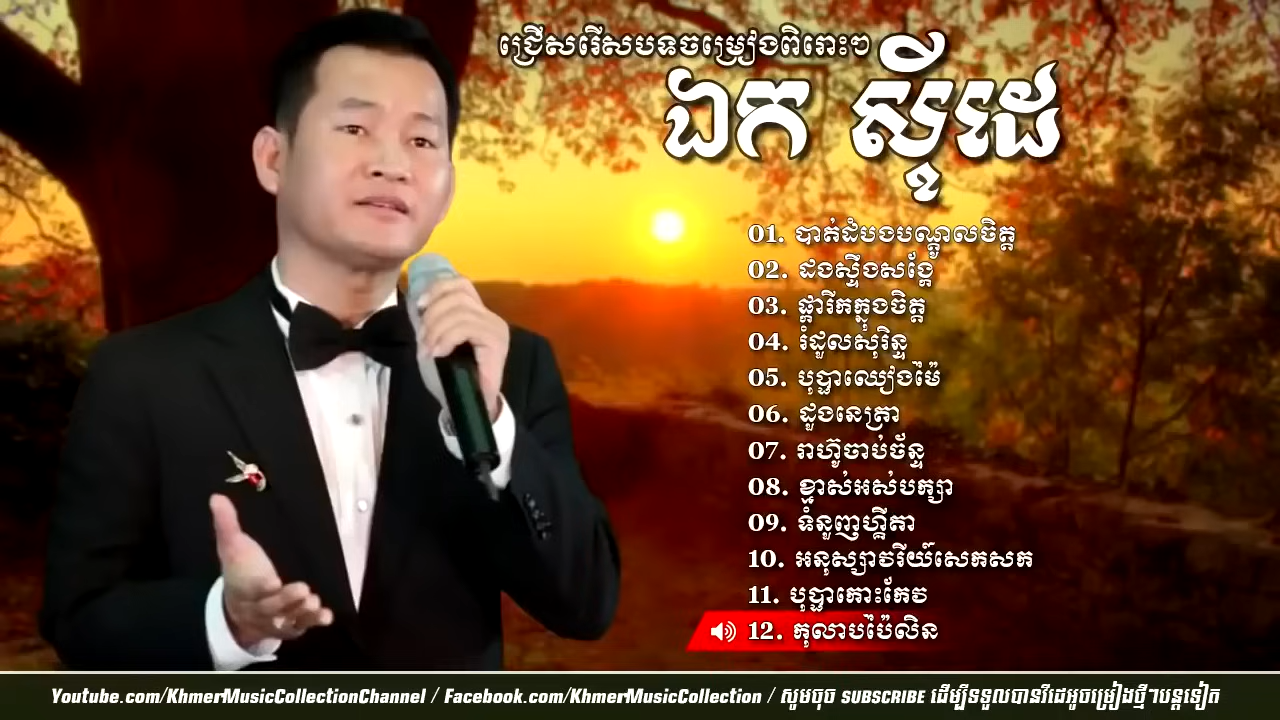 ជ្រើសរើសបទចម្រៀងពិរោះៗ
ឯក ស៊ីដេ
01. បាត់ដំបងបណ្ដូលចិត្ត
02. ដងស្ទឹងសង្កែ
03. ផ្ការីកក្នុងចិត្ត
04. រំដួលសុរិន្ទ
05. បុប្ផាឈៀងម៉ៃ
06. ដួងនេត្រា
07. រាហ៊ូចាប់ច័ន្ទ
08. ខ្មាស់អស់បក្សា
09. ទំនួញហ្គីតា
10. អនុស្សាវរីយ៍សេកសក
11. បុប្ផាកោះកែវ
12. កូលាបប៉ៃលិន
Youtube.com/KhmerMusicCollectionChannel / Facebook.com/KhmerMusicCollection / សូមចុច SUBSCRIBE ដើម្បីទទួលបានវីដេអូចម្រៀងថ្មីៗបន្តទៀត